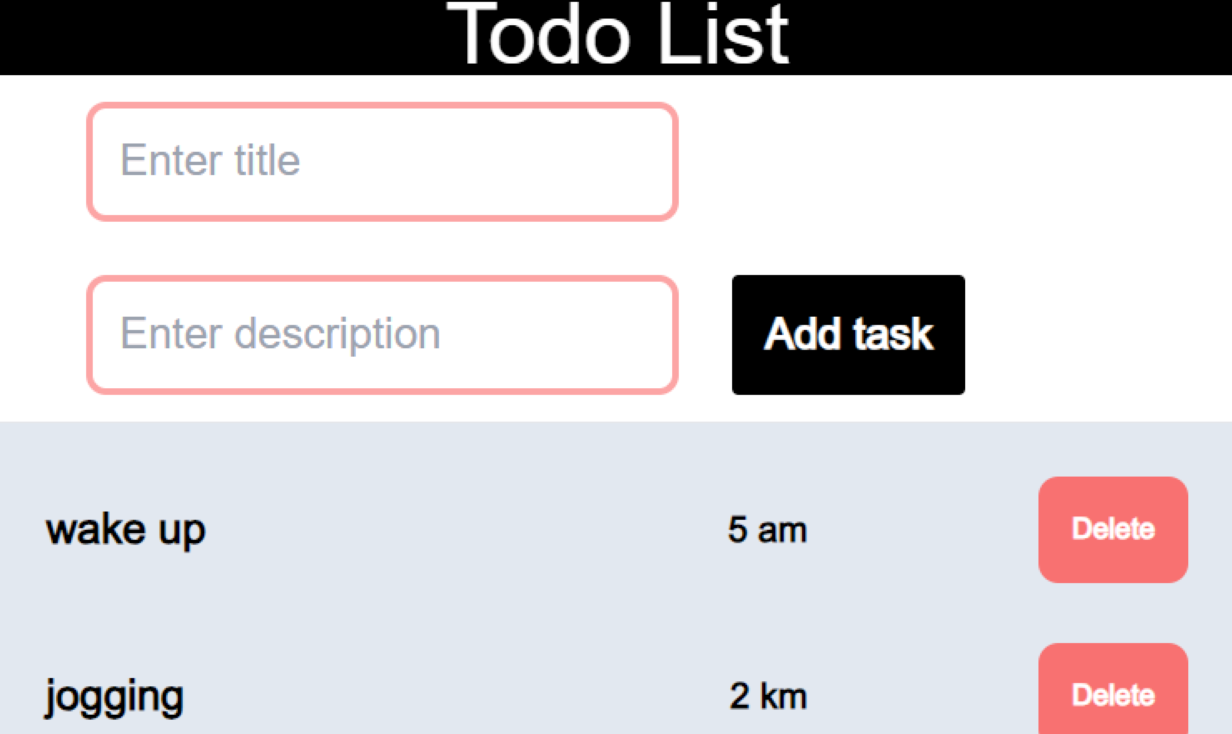 Todo List
Enter title
Enter description
Add task
wake up 5 am Delete
jogging 2 km Delete